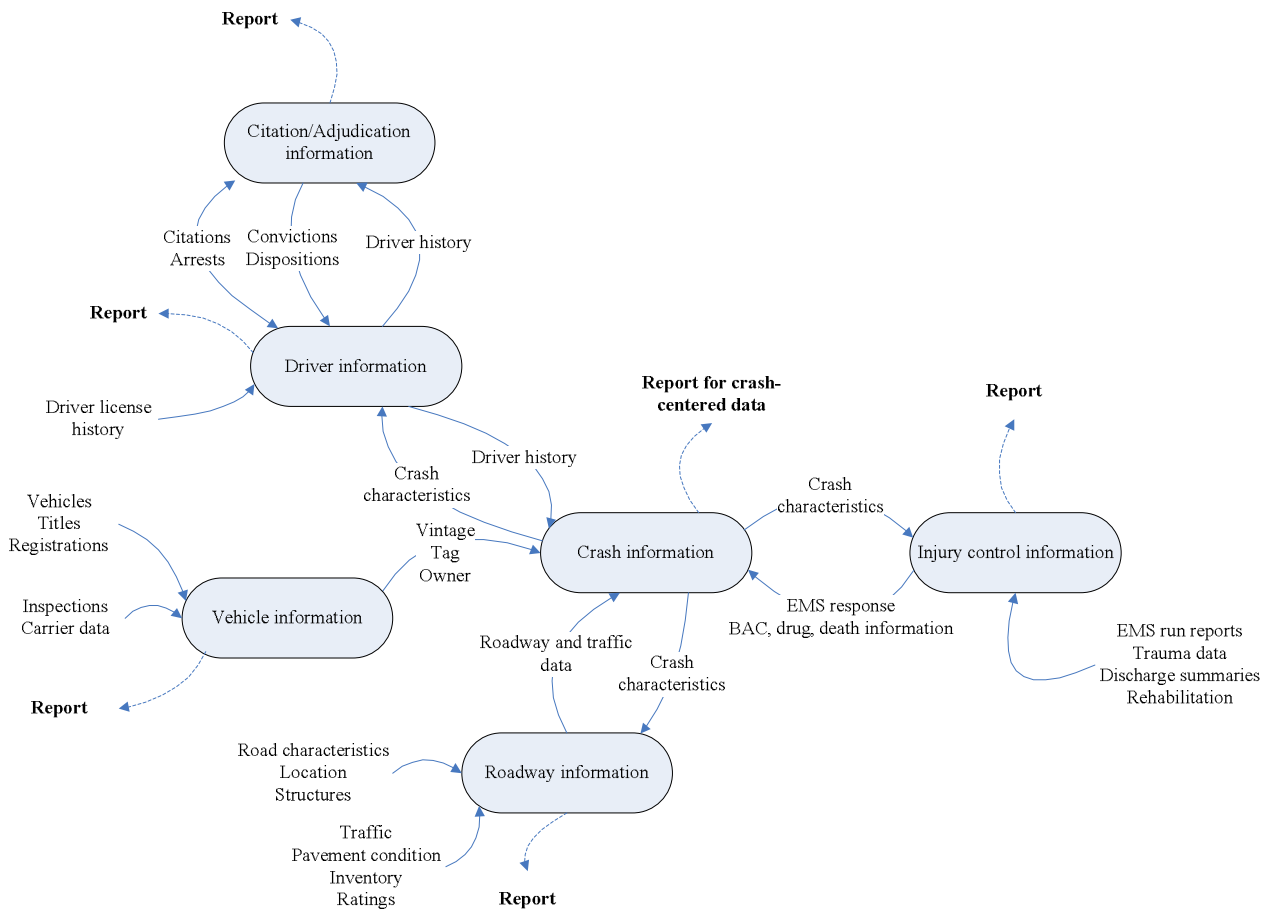 Report
Citation/Adjudication
information
Citations
Arrests
Convictions
Dispositions
Driver history
Report
Driver information
Driver license
history
Report for crash-
centered data
Report
Driver history
Crash
characteristics
Crash
characteristics
Vehicles
Titles
Registrations
Vintage
Tag
Owner
Crash information
Injury control information
Inspections
Carrier data
Vehicle information
EMS response
BAC, drug, death information
Roadway and traffic
data
Crash
characteristics
EMS run reports
Trauma data
Discharge summaries
Rehabilitation
Report
Road characteristics
Location
Structures
Roadway information
Traffic
Pavement condition
Inventory
Ratings
Report